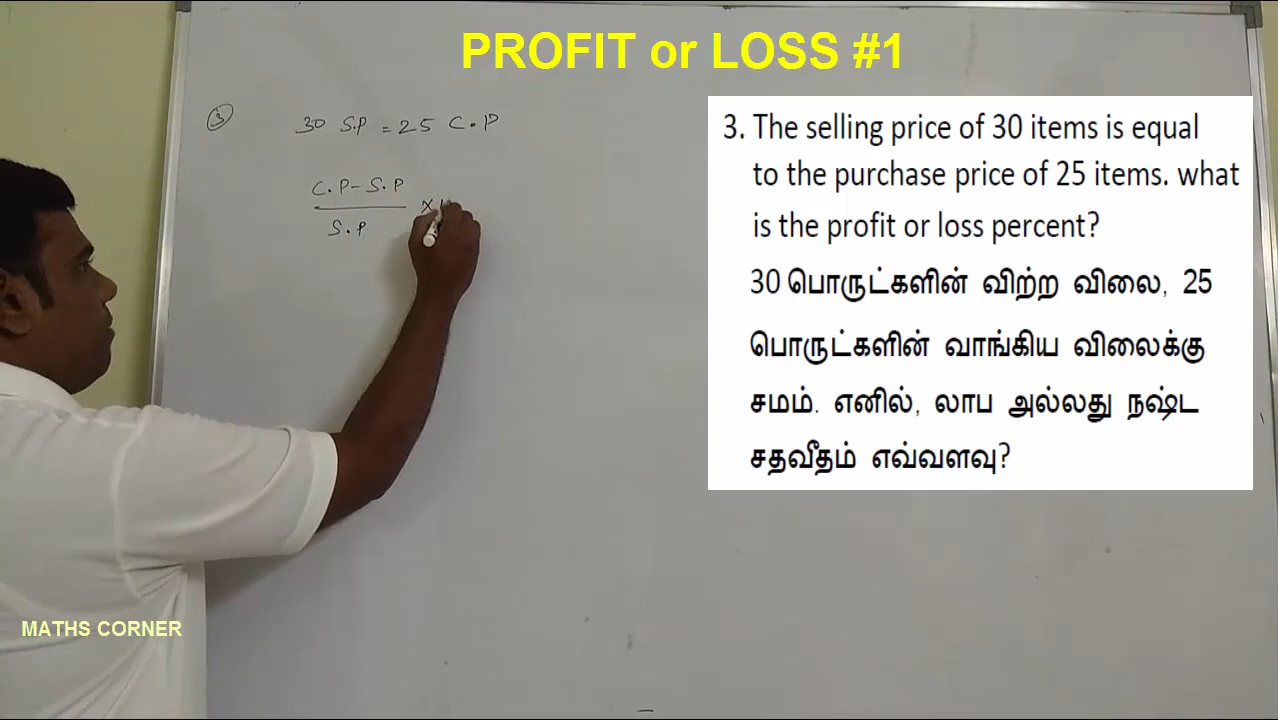 PROFIT or LOSS #1
③ 30 S.P = 25 C.P
C.P - S.P
S.P
×
3. The selling price of 30 items is equal
to the purchase price of 25 items. what
is the profit or loss percent?
30 பொருட்களின் விற்ற விலை, 25
பொருட்களின் வாங்கிய விலைக்கு
சமம். எனில், லாப அல்லது நஷ்ட
சதவீதம் எவ்வளவு?
MATHS CORNER